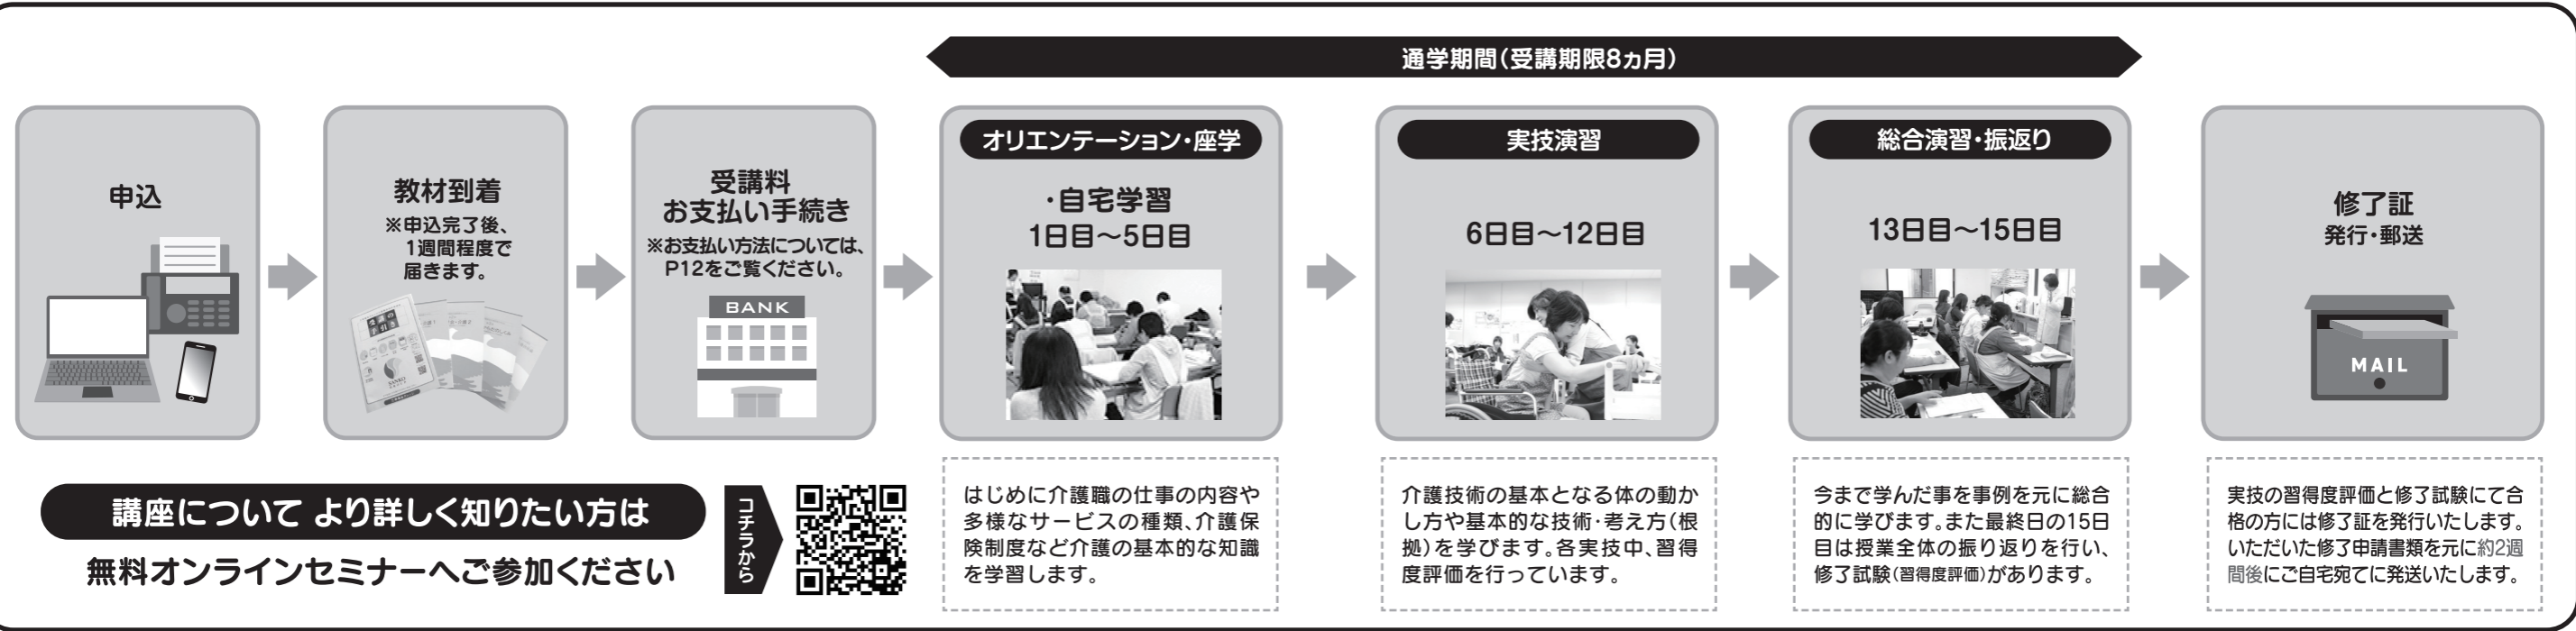 通学期間(受講期限8ヵ月)
申込
教材到着
※申込完了後、
1週間程度で
届きます。
受講の
手引き
SANKO
受講料
お支払い手続き
※お支払い方法については、
P12をご覧ください。
BANK
オリエンテーション・座学
・自宅学習
1日目〜5日目
実技演習
6日目〜12日目
総合演習・振返り
13日目〜15日目
修了証
発行・郵送
MAIL
講座について より詳しく知りたい方は
無料オンラインセミナーへご参加ください
コチラから
はじめに介護職の仕事の内容や
多様なサービスの種類、介護保
険制度など介護の基本的な知識
を学習します。
介護技術の基本となる体の動か
し方や基本的な技術・考え方(根
拠)を学びます。各実技中、習得
度評価を行っています。
今まで学んだ事を事例を元に総合
的に学びます。また最終日の15日
目は授業全体の振り返りを行い、
修了試験(習得度評価)があります。
実技の習得度評価と修了試験にて合
格の方には修了証を発行いたします。
いただいた修了申請書類を元に約2週
間後にご自宅宛てに発送いたします。